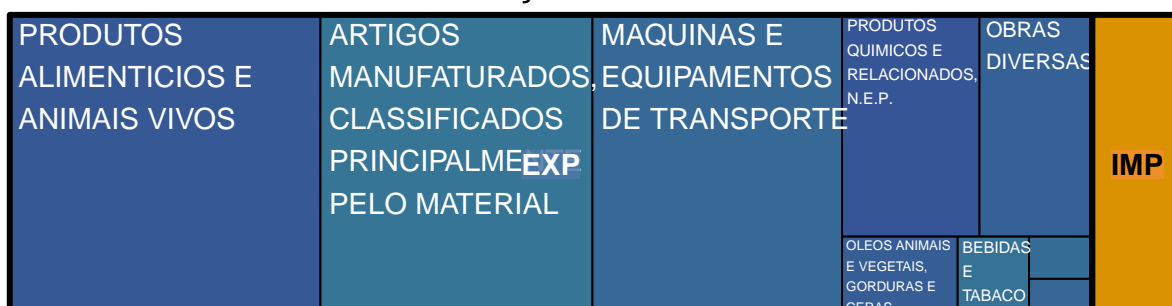 PRODUTOS
ALIMENTICIOS E
ANIMAIS VIVOS
ARTIGOS
MANUFATURADOS,
CLASSIFICADOS
PRINCIPALME
PELO MATERIAL
EXP
MAQUINAS E
EQUIPAMENTOS
DE TRANSPORTE
PRODUTOS
QUIMICOS E
RELACIONADOS,
N.E.P.
OBRAS
DIVERSAS
OLEOS ANIMAIS
E VEGETAIS,
GORDURAS E
CERAS
BEBIDAS
E
TABACO
IMP